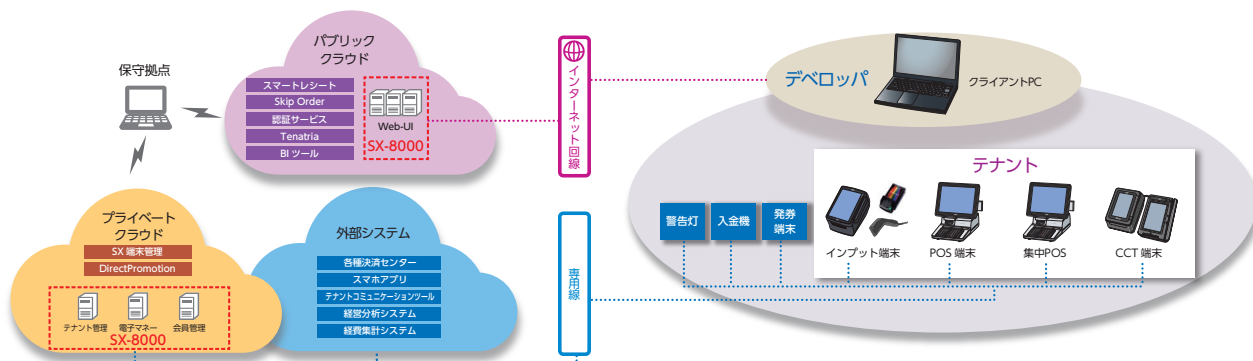 保守拠点
パブリック
クラウド
スマートレシート
Skip Order
認証サービス
Tenatria
BI ツール
Web-UI
SX-8000
インターネット回線
デベロッパ
クライアントPC
テナント
警告灯
入金機
発券
端末
インプット端末
POS 端末
集中POS
CCT 端末
プライベート
クラウド
SX 端末管理
DirectPromotion
テナント管理
電子マネー
会員管理
SX-8000
外部システム
各種決済センター
スマホアプリ
テナントコミュニケーションツール
経営分析システム
経費集計システム
専用線